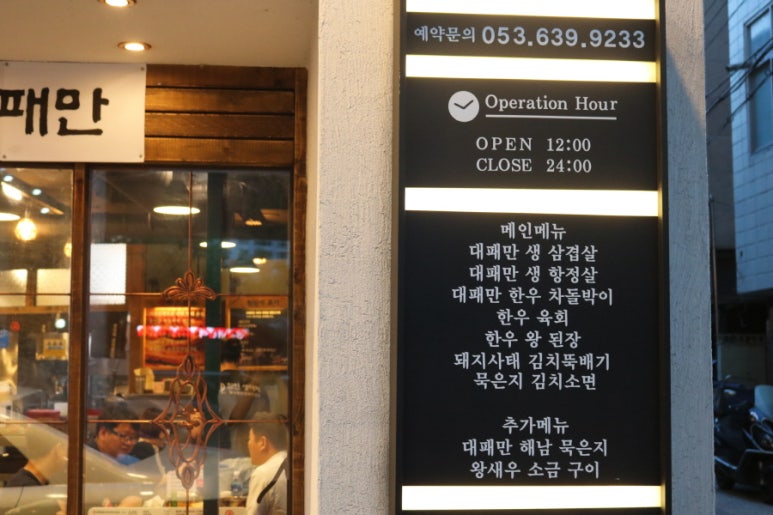 예약문의 053.639.9233
패만
Operation Hour
OPEN 12:00
CLOSE 24:00
메인메뉴
대패만 생 삼겹살
대패만 생 항정살
대패만 한우 차돌박이
한우 육회
한우 왕 된장
돼지사태 김치뚝배기
묵은지 김치소면
추가메뉴
대패만 해남 묵은지
왕새우 소금 구이